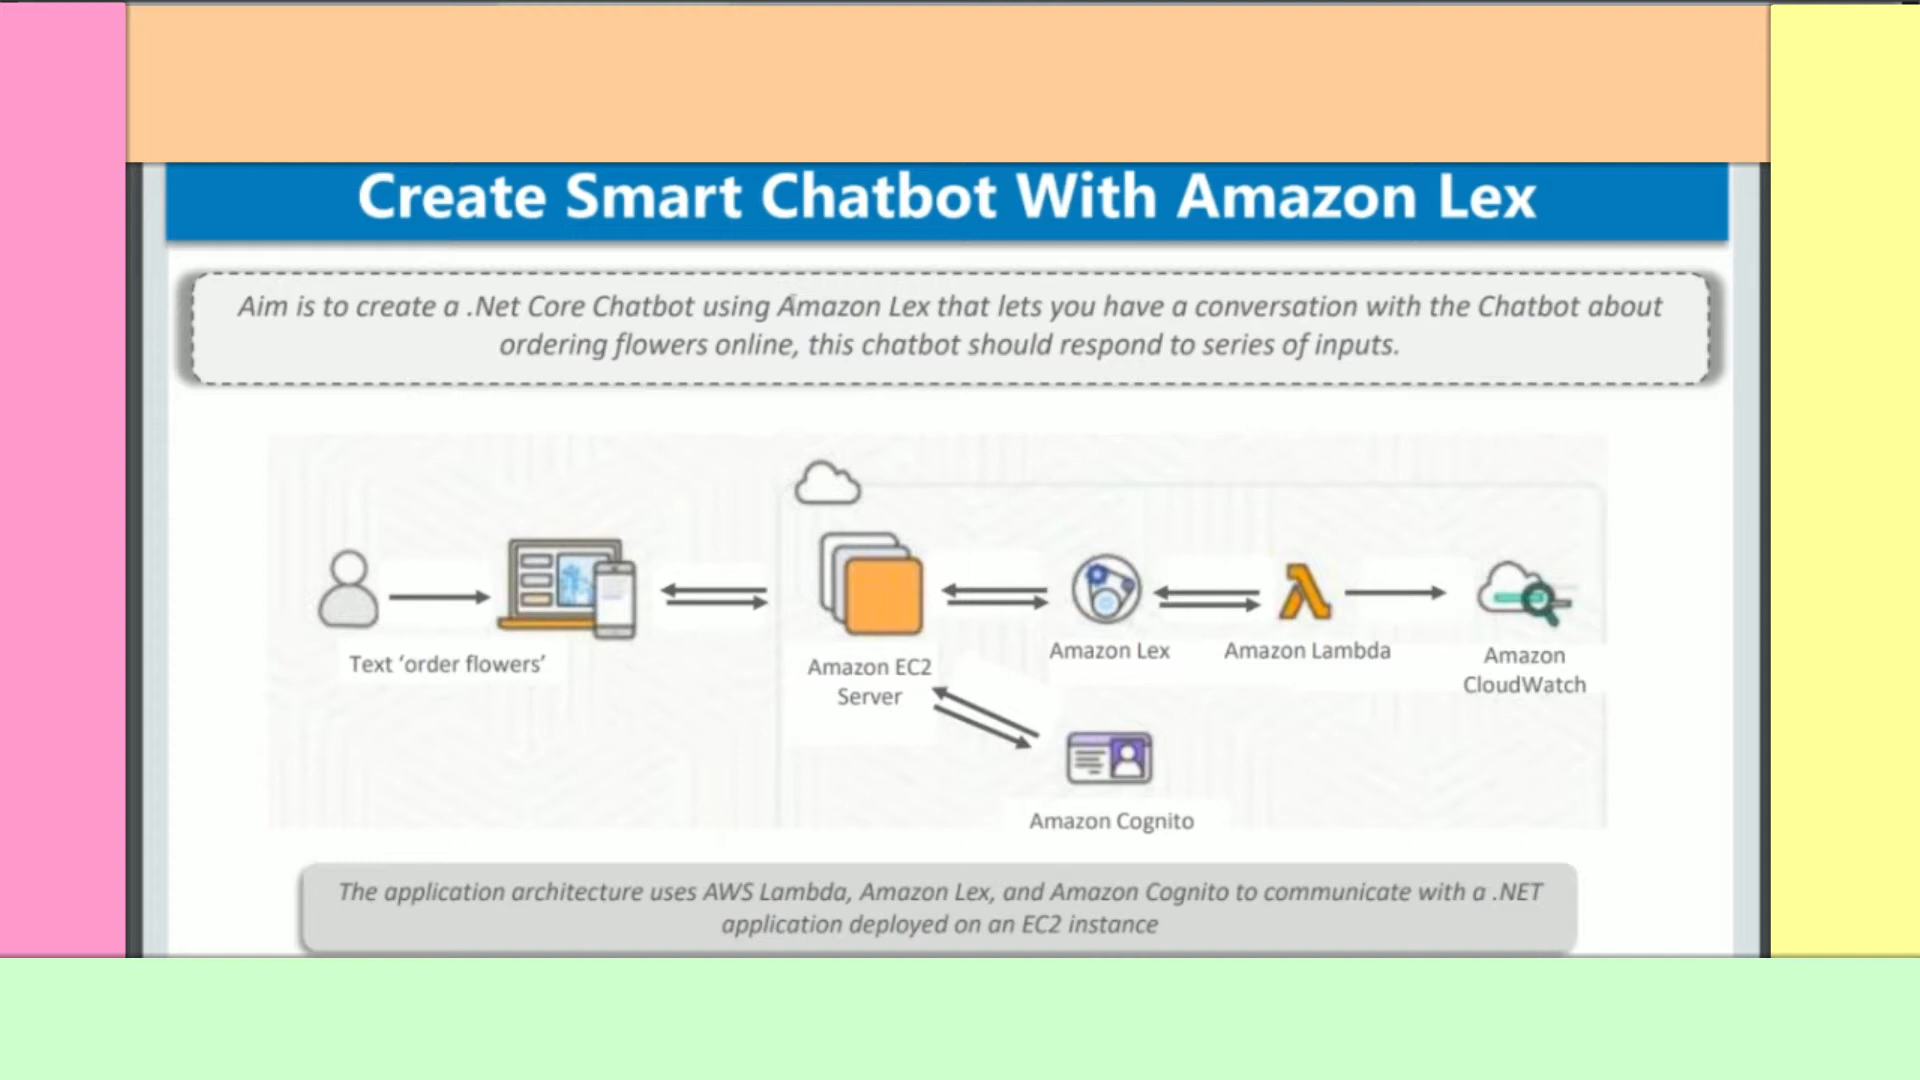 Create Smart Chatbot With Amazon Lex
Aim is to create a .Net Core Chatbot using Amazon Lex that lets you have a conversation with the Chatbot about
ordering flowers online, this chatbot should respond to series of inputs.
Text ‘order flowers’
Amazon EC2
Server
Amazon Lex
Amazon Lambda
Amazon
CloudWatch
Amazon Cognito
The application architecture uses AWS Lambda, Amazon Lex, and Amazon Cognito to communicate with a .NET
application deployed on an EC2 instance